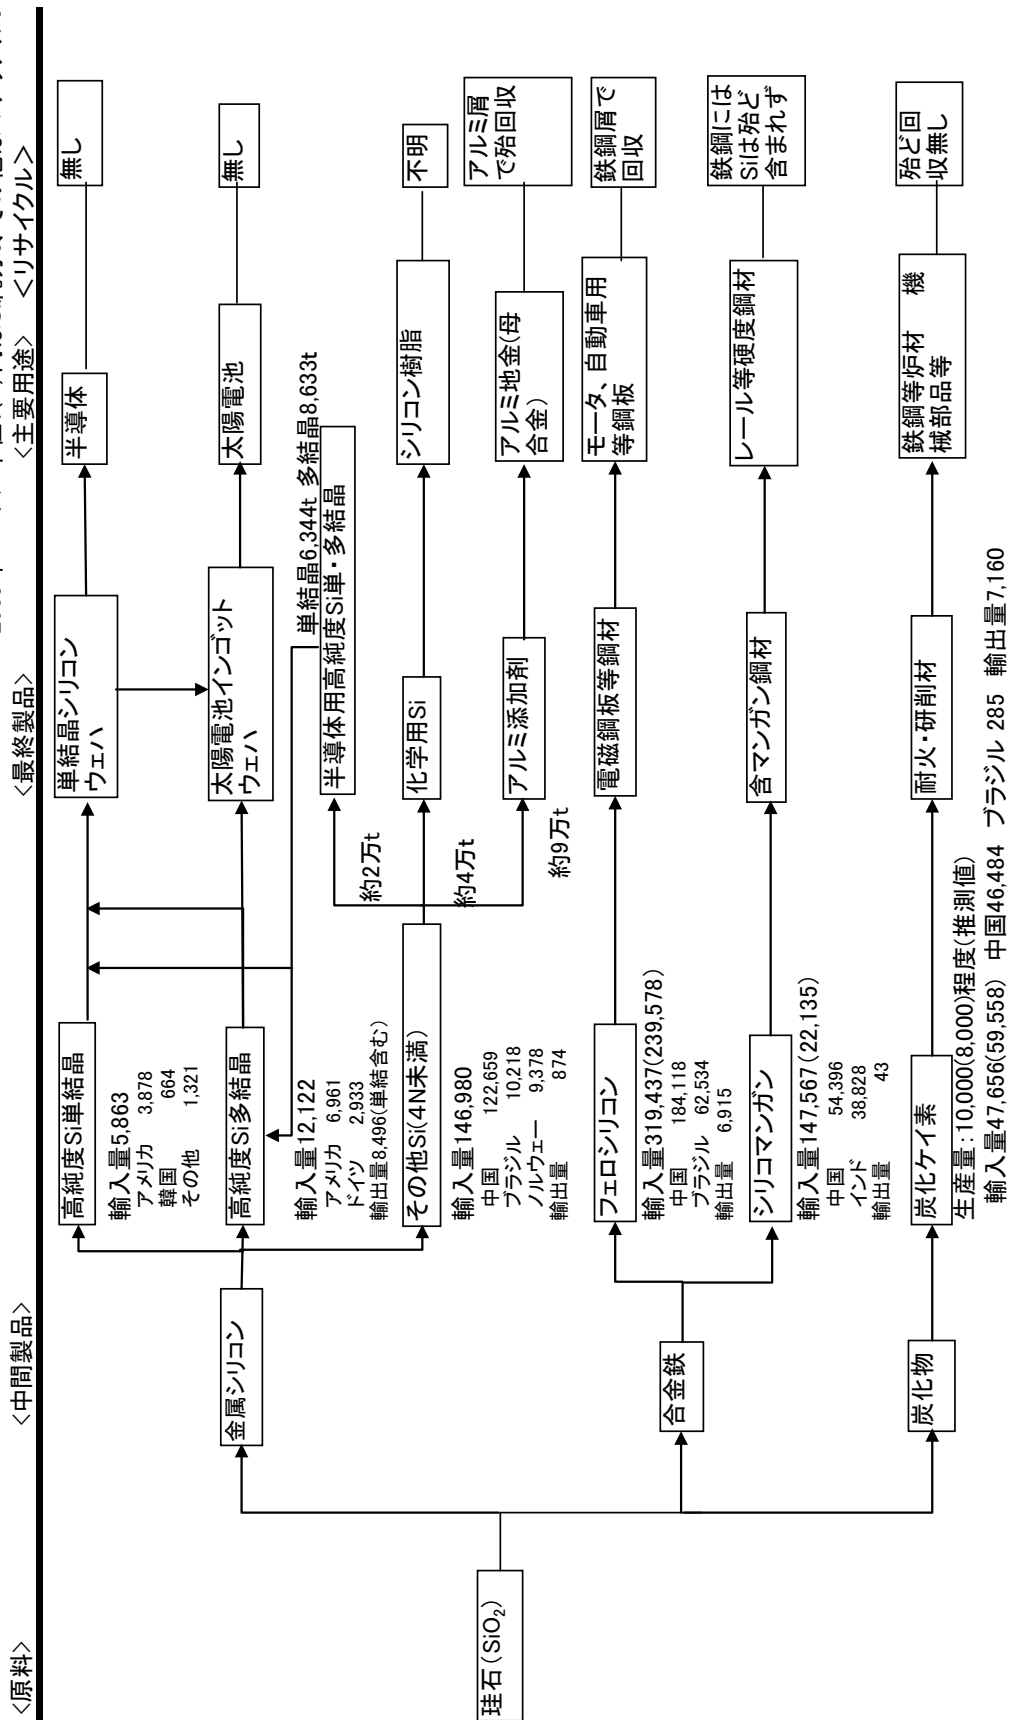 <原料>
<中間製品>
<最終製品>
<主要用途>
<リサイクル>
珪石(SiO2)
金属シリコン
合金鉄
炭化物
高純度Si単結晶
輸入量5,863
アメリカ 3,878
韓国 664
その他 1,321
高純度Si多結晶
輸入量12,122
アメリカ 6,961
ドイツ 2,933
輸出量8,496(単結含む)
その他Si(4N未満)
輸入量146,980
中国 122,659
ブラジル 10,218
ノルウェー 9,378
輸出量 874
フェロシリコン
輸入量319,437(239,578)
中国 184,118
ブラジル 62,534
輸出量 6,915
シリコマンガン
輸入量147,567(22,135)
中国 54,396
インド 38,828
輸出量 43
炭化ケイ素
生産量:10,000(8,000)程度(推測値)
輸入量47,656(59,558) 中国46,484 ブラジル 285 輸出量7,160
約2万t
約4万t
約9万t
単結晶シリコン
ウェハ
太陽電池インゴット
ウェハ
単結晶6,344t 多結晶8,633t
半導体用高純度Si単・多結晶
化学用Si
アルミ添加剤
電磁鋼板等鋼材
含マンガン鋼材
耐火・研削材
半導体
太陽電池
シリコン樹脂
アルミ地金(母
合金)
モータ、自動車用
等鋼板
レール等硬度鋼材
鉄鋼等炉材 機
械部品等
無し
無し
不明
アルミ屑
で殆回収
鉄鋼屑で
回収
鉄鋼には
Siは殆ど
含まれず
殆ど回
収無し